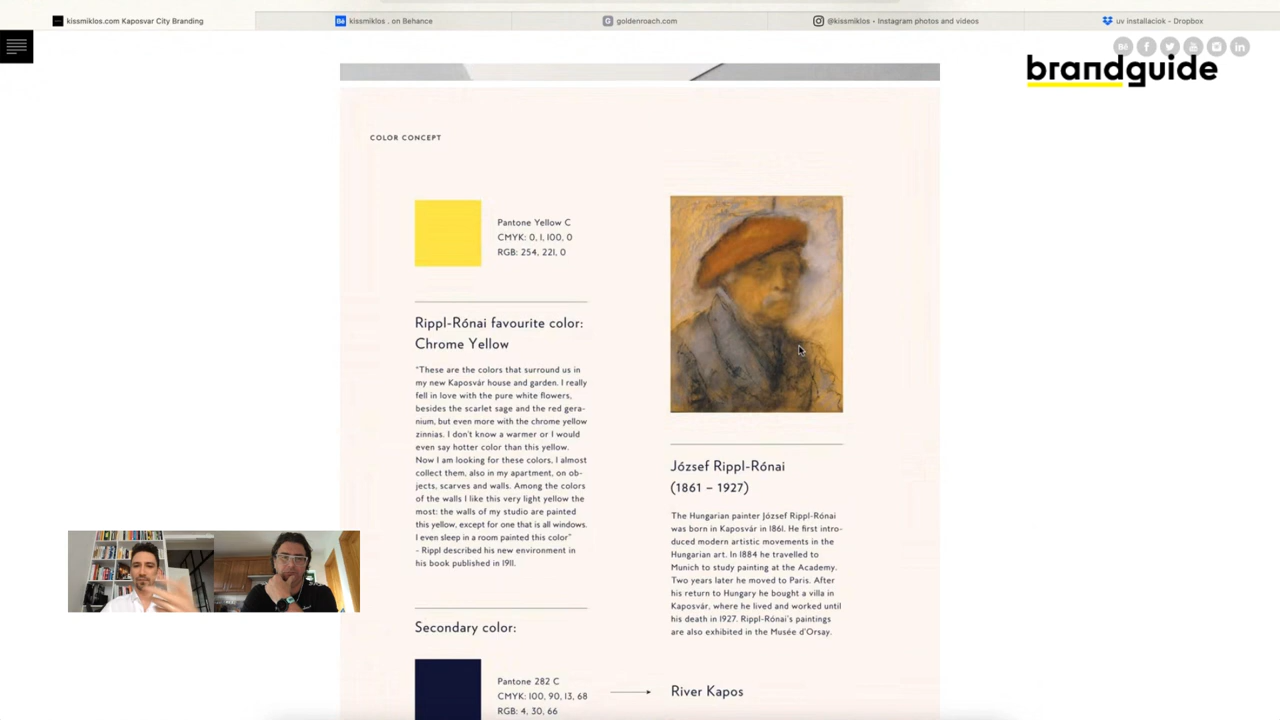 kissmiklos.com Kaposvar City Branding
kissmiklos . on Behance
goldenroach.com
@kissmiklos • Instagram photos and videos
uv installaciok - Dropbox
brandguide
COLOR CONCEPT
Pantone Yellow C
CMYK: 0, 1, 100, 0
RGB: 254, 221, 0
Rippl-Rónai favourite color:
Chrome Yellow
"These are the colors that surround us in
my new Kaposvár house and garden. I really
fell in love with the pure white flowers,
besides the scarlet sage and the red gera-
nium, but even more with the chrome yellow
zinnias. I don't know a warmer or I would
even say hotter color than this yellow.
Now I am looking for these colors, I almost
collect them, also in my apartment, on ob-
jects, scarves and walls. Among the colors
of the walls I like this very light yellow the
most: the walls of my studio are painted
this yellow, except for one that is all windows.
I even sleep in a room painted this color"
- Rippl described his new environment in
his book published in 1911.
Secondary color:
Pantone 282 C
CMYK: 100, 90, 13, 68
RGB: 4, 30, 66
József Rippl-Rónai
(1861 – 1927)
The Hungarian painter József Rippl-Rónai
was born in Kaposvár in 1861. He first intro-
duced modern artistic movements in the
Hungarian art. In 1884 he travelled to
Munich to study painting at the Academy.
Two years later he moved to Paris. After
his return to Hungary he bought a villa in
Kaposvár, where he lived and worked until
his death in 1927. Rippl-Rónai's paintings
are also exhibited in the Musée d'Orsay.
River Kapos